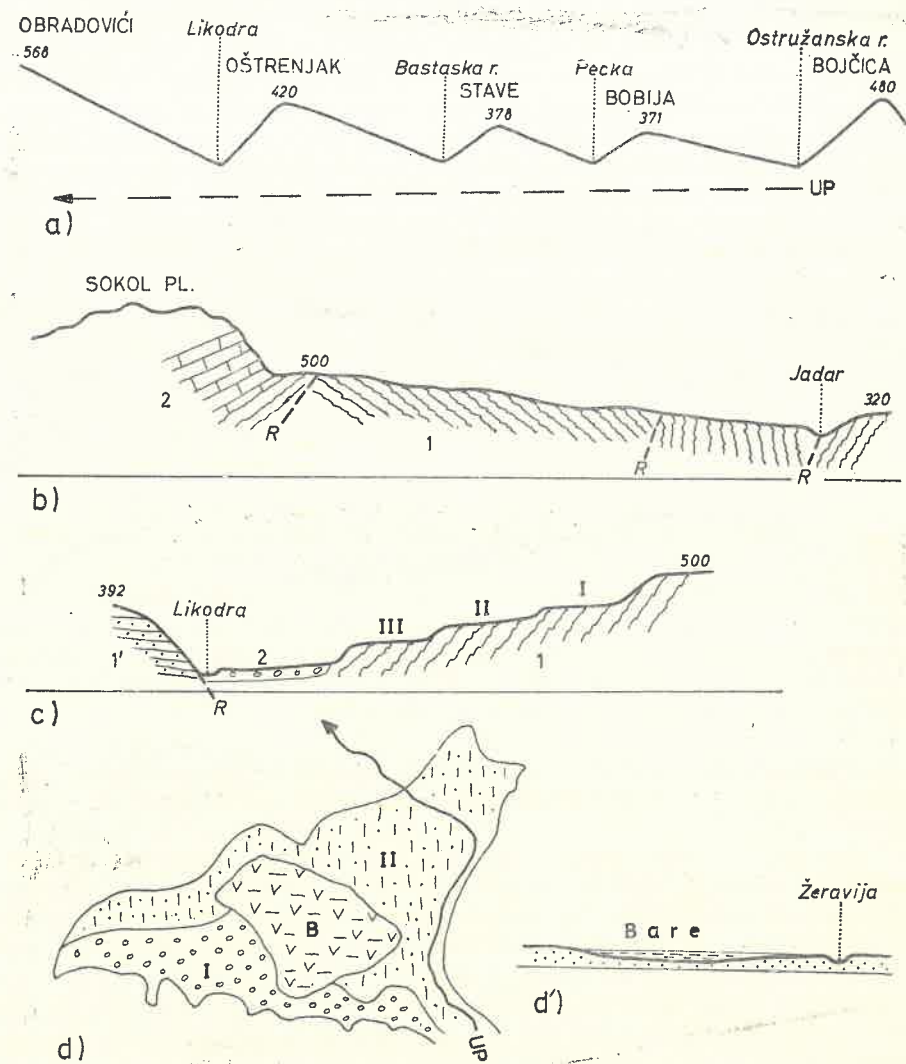 OBRADOVIĆI
568
Likodra
OŠTRENJAK
420
Bastaska r.
STAVE
378
Pecka
BOBIJA
371
Ostružanska r.
BOJČICA
480
UP
a)
SOKOL PL.
500
Jadar
320
2
R
1
R
R
b)
392
Likodra
500
I
II
III
2
1'
1
R
c)
II
B
I
UP
d)
Žeravija
Bare
d')